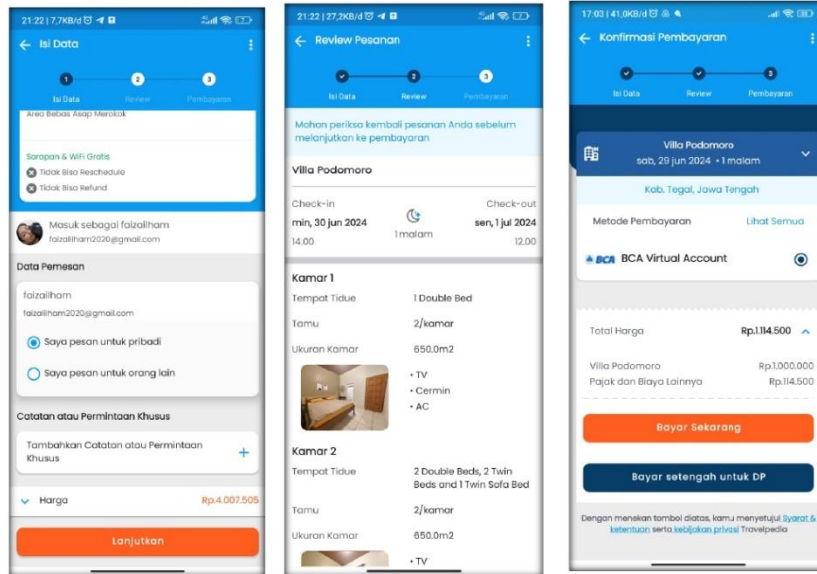 21:22 | 7,7KB/d
Isi Data
1
2
3
Isi Data
Review
Pembayaran
Area Bebas Asap Merokok
Sarapan & WiFi Gratis
Tidak Bisa Reschedule
Tidak Bisa Refund
Masuk sebagai faizailham
faizailham2020@gmail.com
Data Pemesan
faizailham
faizailham2020@gmail.com
Saya pesan untuk pribadi
Saya pesan untuk orang lain
Catatan atau Permintaan Khusus
Tambahkan Catatan atau Permintaan
Khusus
+
Harga Rp.4.007.505
Lanjutkan
21:22 | 27,2KB/d
Review Pesanan
2
3
Isi Data
Review
Pembayaran
Mohon periksa kembali pesanan Anda sebelum
melanjutkan ke pembayaran
Villa Podomoro
Check-in Check-out
min, 30 jun 2024 1 malam sen, 1 jul 2024
14.00 12.00
Kamar 1
Tempat Tidue 1 Double Bed
Tamu 2/kamar
Ukuran Kamar 650.0m2
• TV
• Cermin
• AC
Kamar 2
Tempat Tidue 2 Double Beds, 2 Twin
Beds and 1 Twin Sofa Bed
Tamu 2/kamar
Ukuran Kamar 650.0m2
• TV
17:03 | 41,0KB/d
Konfirmasi Pembayaran
3
Isi Data
Review
Pembayaran
Villa Podomoro
sab, 29 jun 2024 • 1 malam
Kab. Tegal, Jawa Tengah
Metode Pembayaran Lihat Semua
BCA BCA Virtual Account
Total Harga Rp.1.114.500
Villa Podomoro Rp.1.000.000
Pajak dan Biaya Lainnya Rp.114.500
Bayar Sekarang
Bayar setengah untuk DP
Dengan menekan tombol diatas, kamu menyetujui Syarat &
ketentuan serta kebijakan privasi Travelpedia